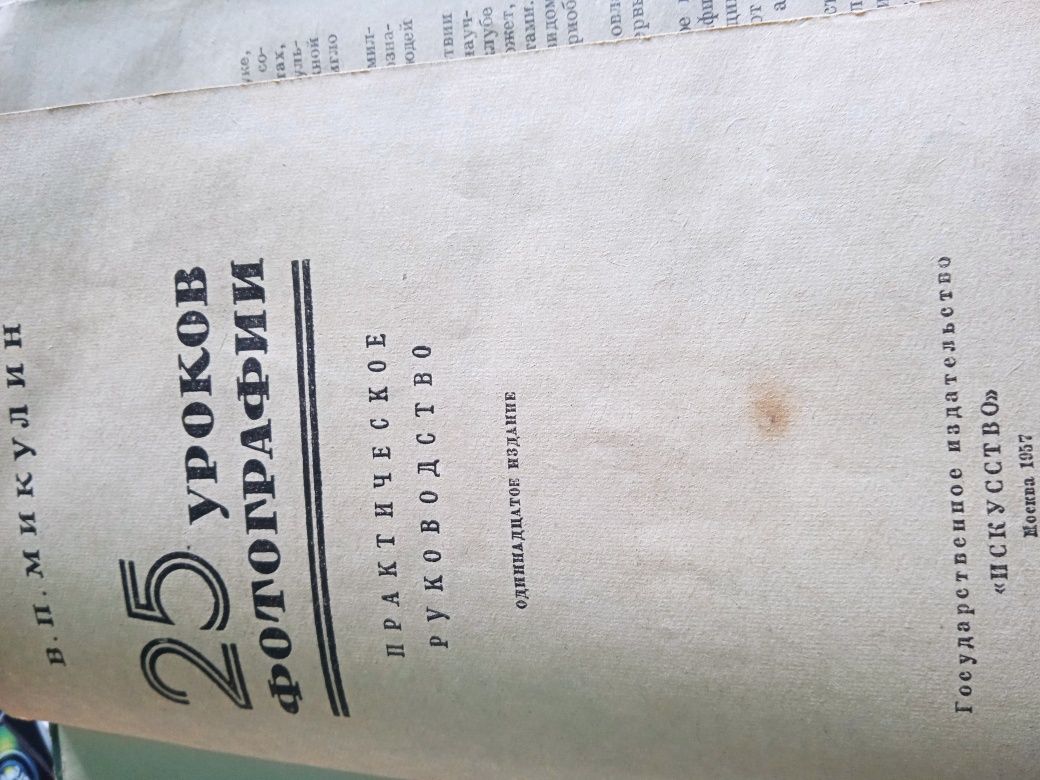 В. П. МИКУЛИН
25 УРОКОВ
ФОТОГРАФИИ
ПРАКТИЧЕСКОЕ
РУКОВОДСТВО
ОДИННАДЦАТОЕ ИЗДАНИЕ
Государственное издательство
«ИСКУССТВО»
Москва 1957